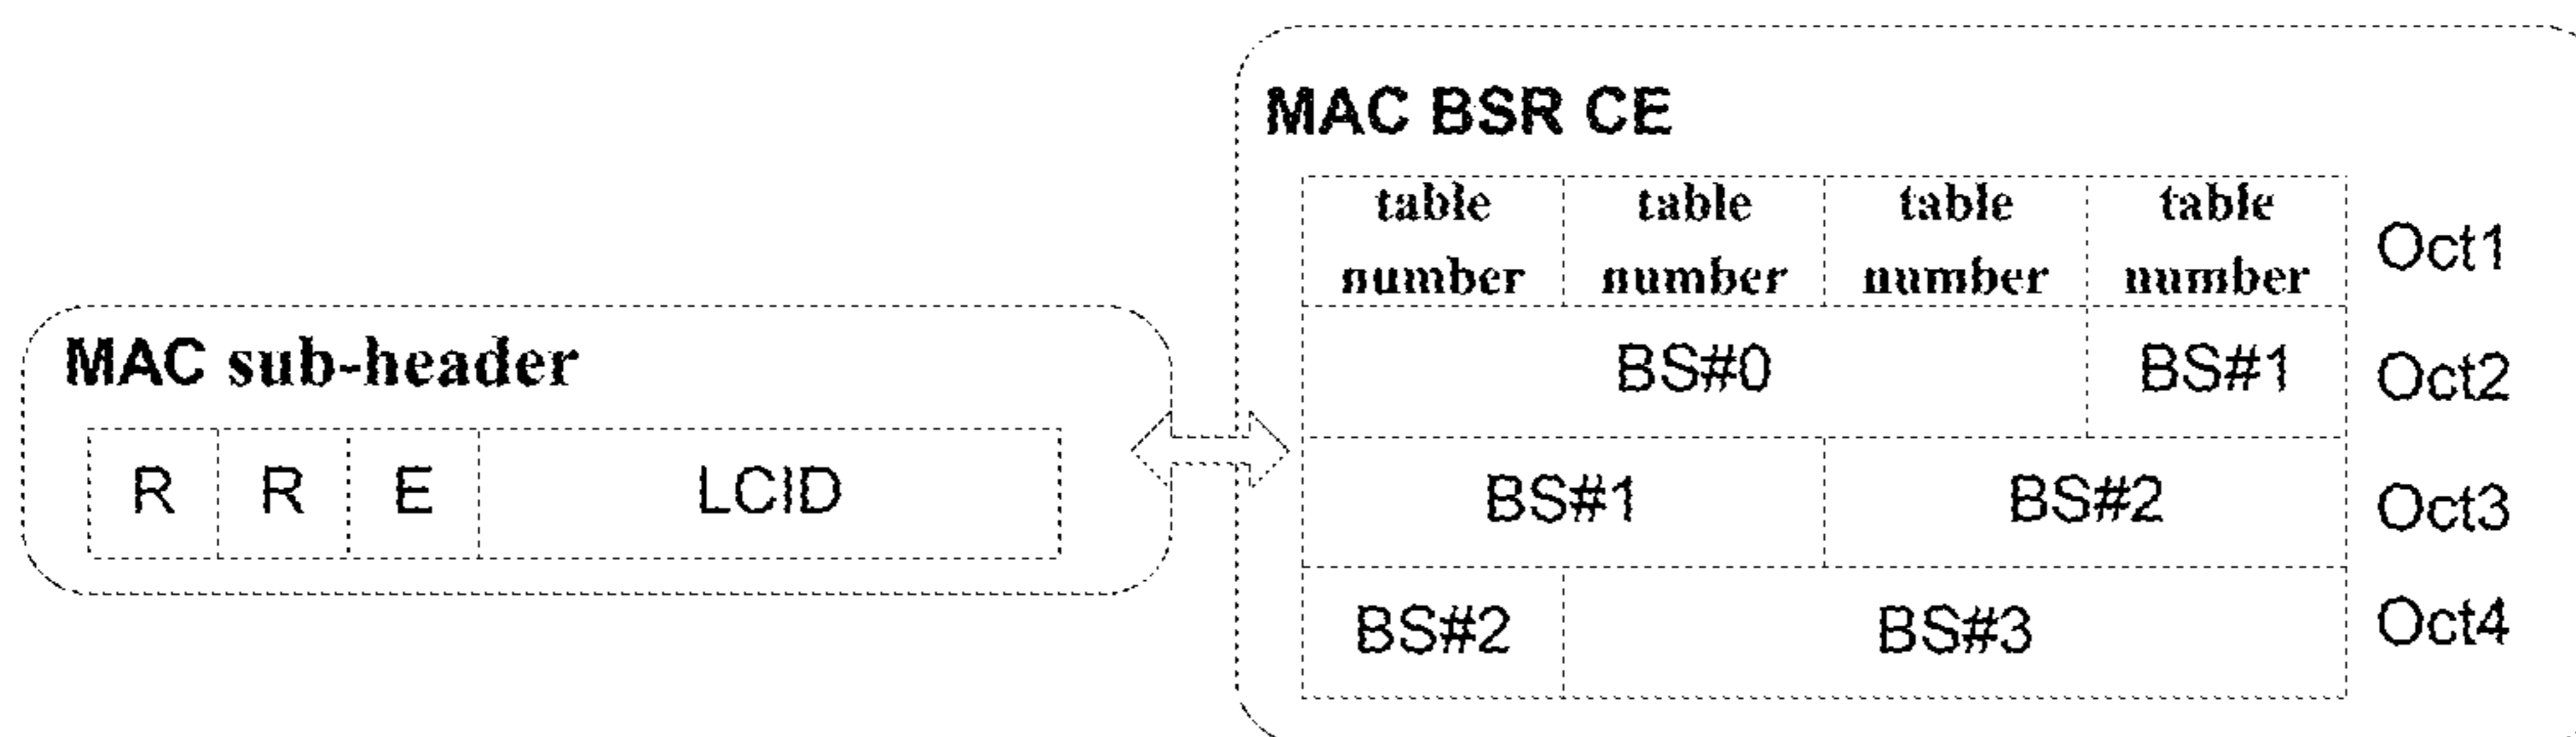 MAC sub-header
R R E LCID
MAC BSR CE
table number table number table number table number Oct1
BS#0 BS#1 Oct2
BS#1 BS#2 Oct3
BS#2 BS#3 Oct4